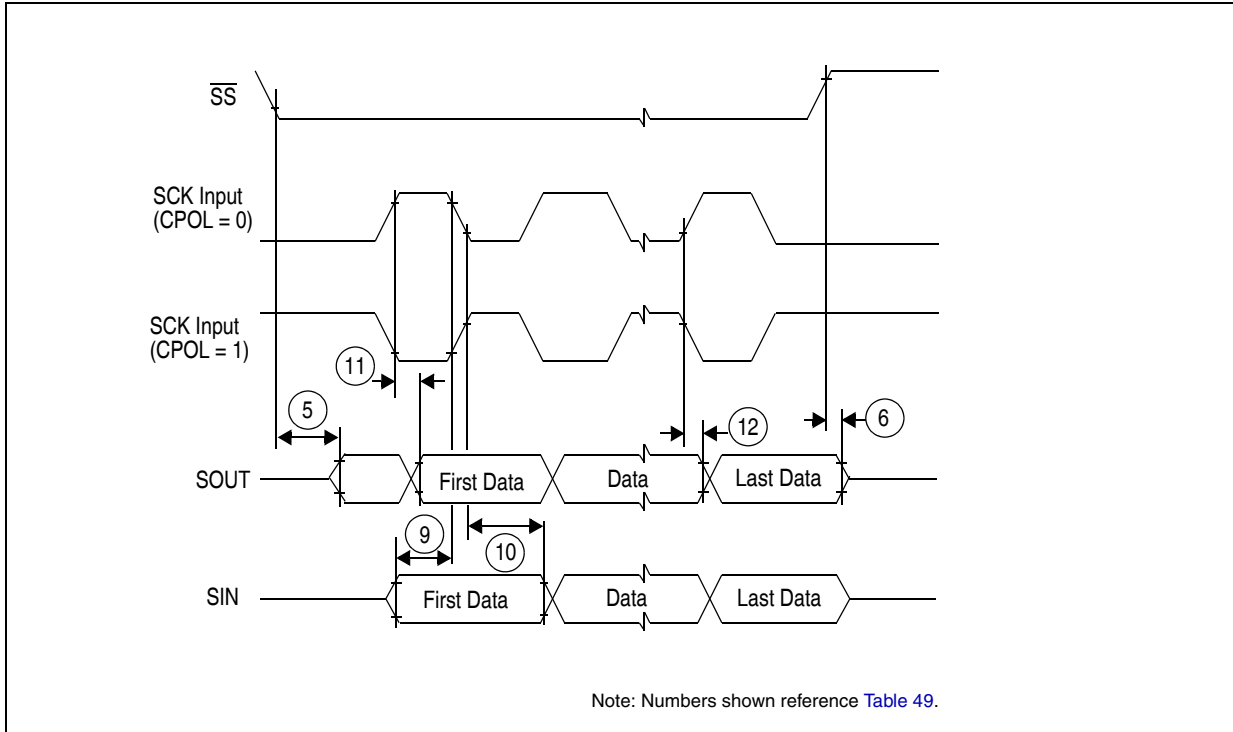 SS
SCK Input
(CPOL = 0)
SCK Input
(CPOL = 1)
11
5
12
6
SOUT
First Data
Data
Last Data
9
10
SIN
First Data
Data
Last Data
Note: Numbers shown reference Table 49.